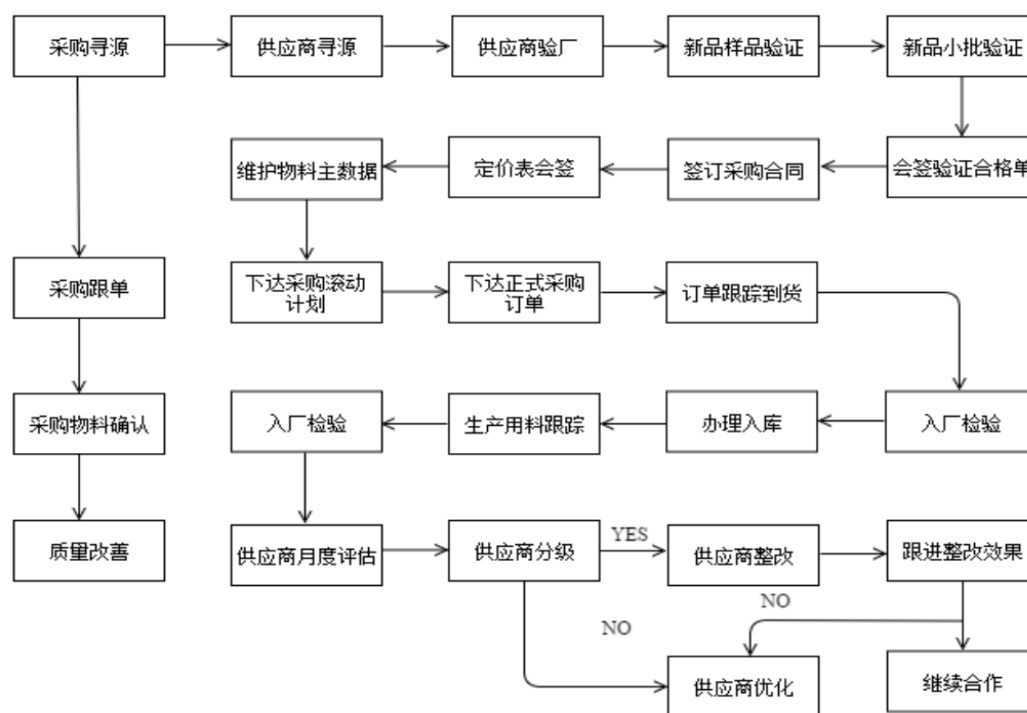 采购寻源
供应商寻源
供应商验厂
新品样品验证
新品小批验证
维护物料主数据
定价表会签
签订采购合同
会签验证合格单
采购跟单
下达采购滚动
计划
下达正式采购
订单
订单跟踪到货
采购物料确认
入厂检验
生产用料跟踪
办理入库
入厂检验
质量改善
供应商月度评估
供应商分级
YES
供应商整改
跟进整改效果
NO
NO
供应商优化
继续合作